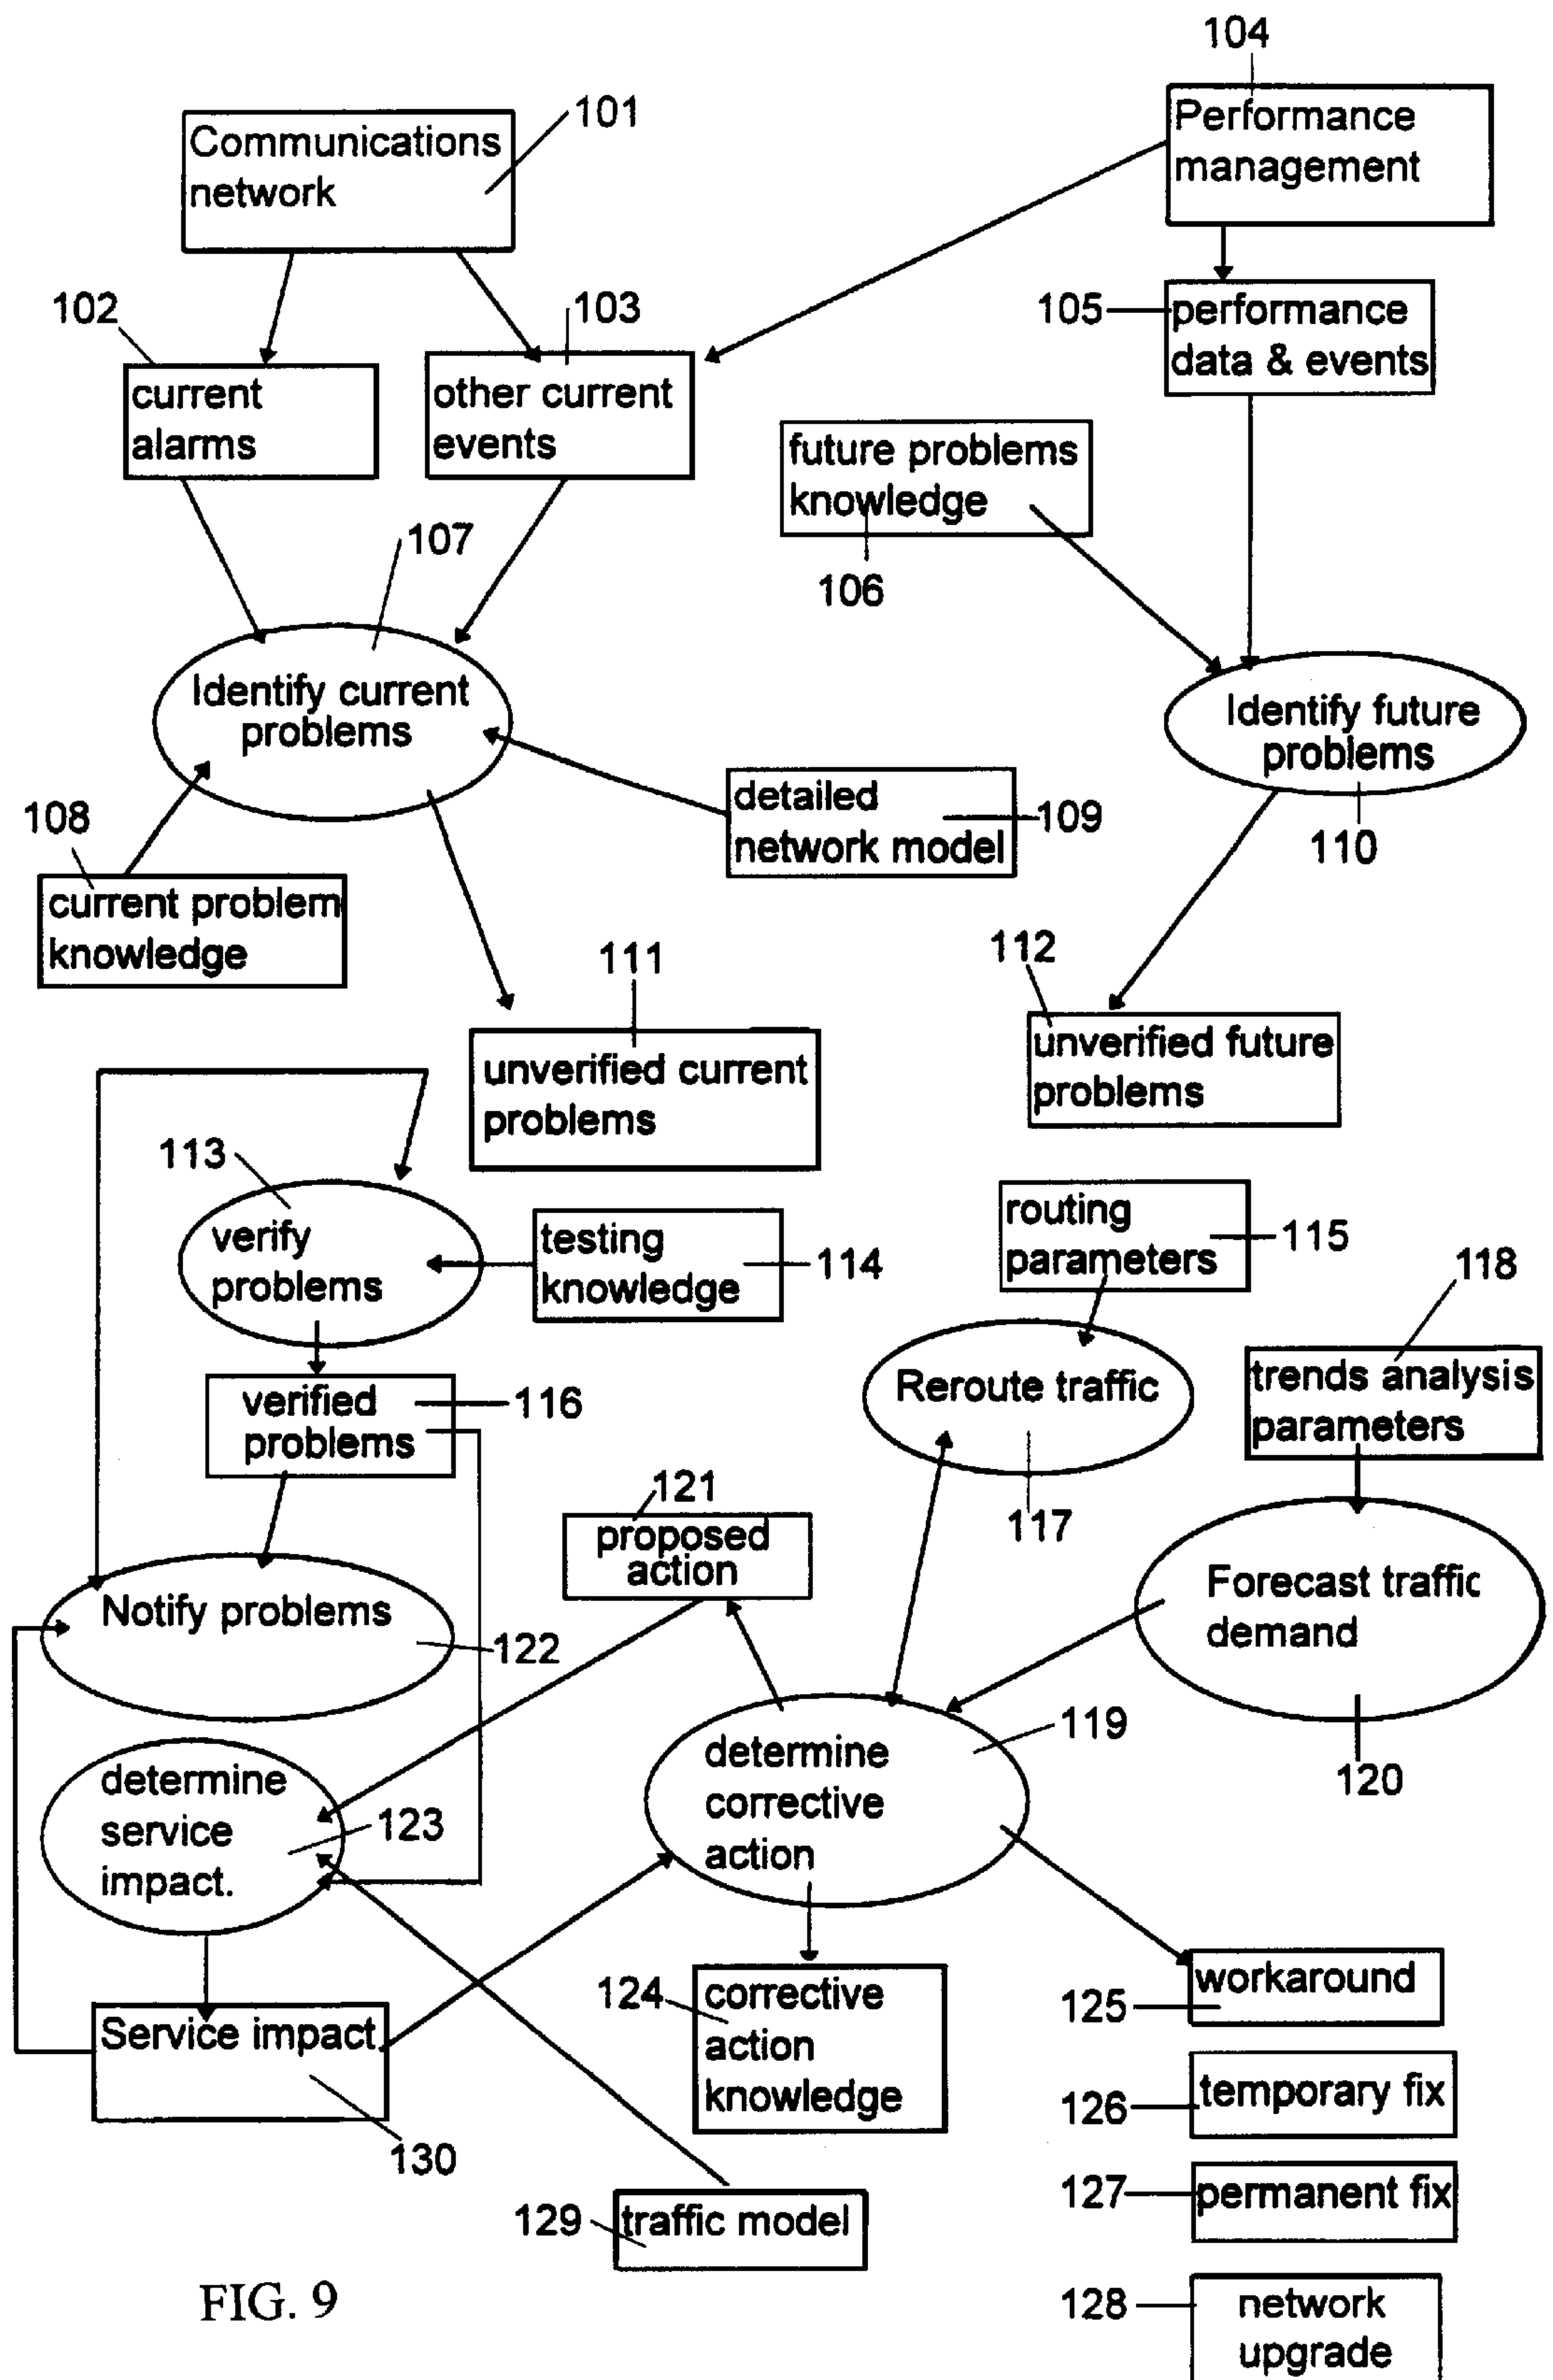 104
Performance
management
101
Communications
network
102
103
105
performance
data & events
current
alarms
other current
events
future problems
knowledge
106
107
Identify current
problems
Identify future
problems
110
detailed
network model
109
108
current problem
knowledge
111
112
unverified current
problems
unverified future
problems
113
verify
problems
testing
knowledge
114
routing
parameters
115
118
trends analysis
parameters
Reroute traffic
117
verified
problems
116
121
proposed
action
Forecast traffic
demand
120
Notify problems
122
119
determine
corrective
action
determine
service
impact.
123
124
corrective
action
knowledge
workaround
125
Service impact
130
temporary fix
126
permanent fix
127
traffic model
129
128
network
upgrade
FIG. 9